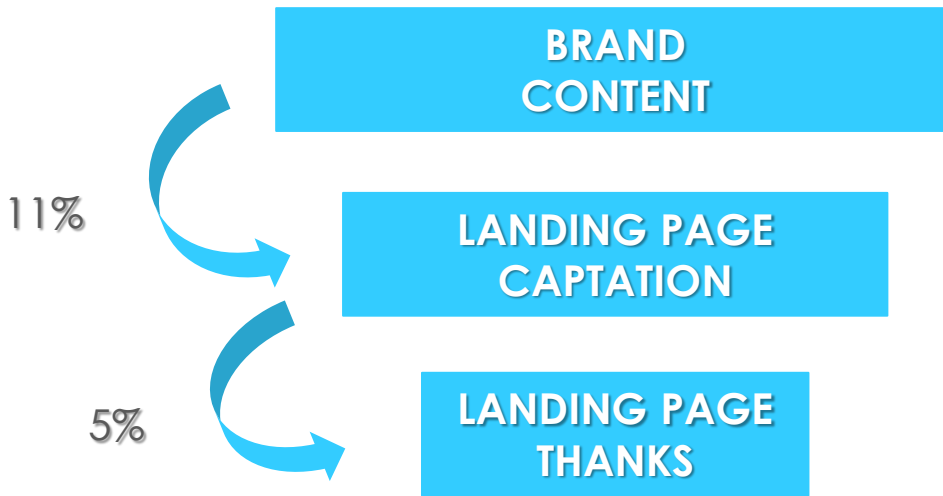 BRAND
CONTENT
11%
LANDING PAGE
CAPTATION
5%
LANDING PAGE
THANKS